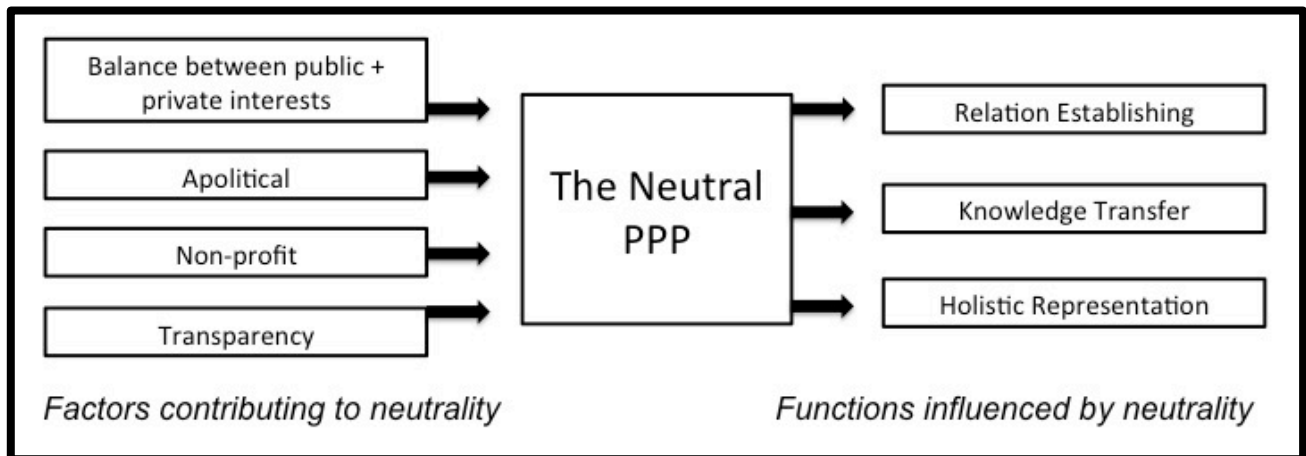 Balance between public +
private interests
Apolitical
Non-profit
Transparency
Factors contributing to neutrality
The Neutral
PPP
Relation Establishing
Knowledge Transfer
Holistic Representation
Functions influenced by neutrality